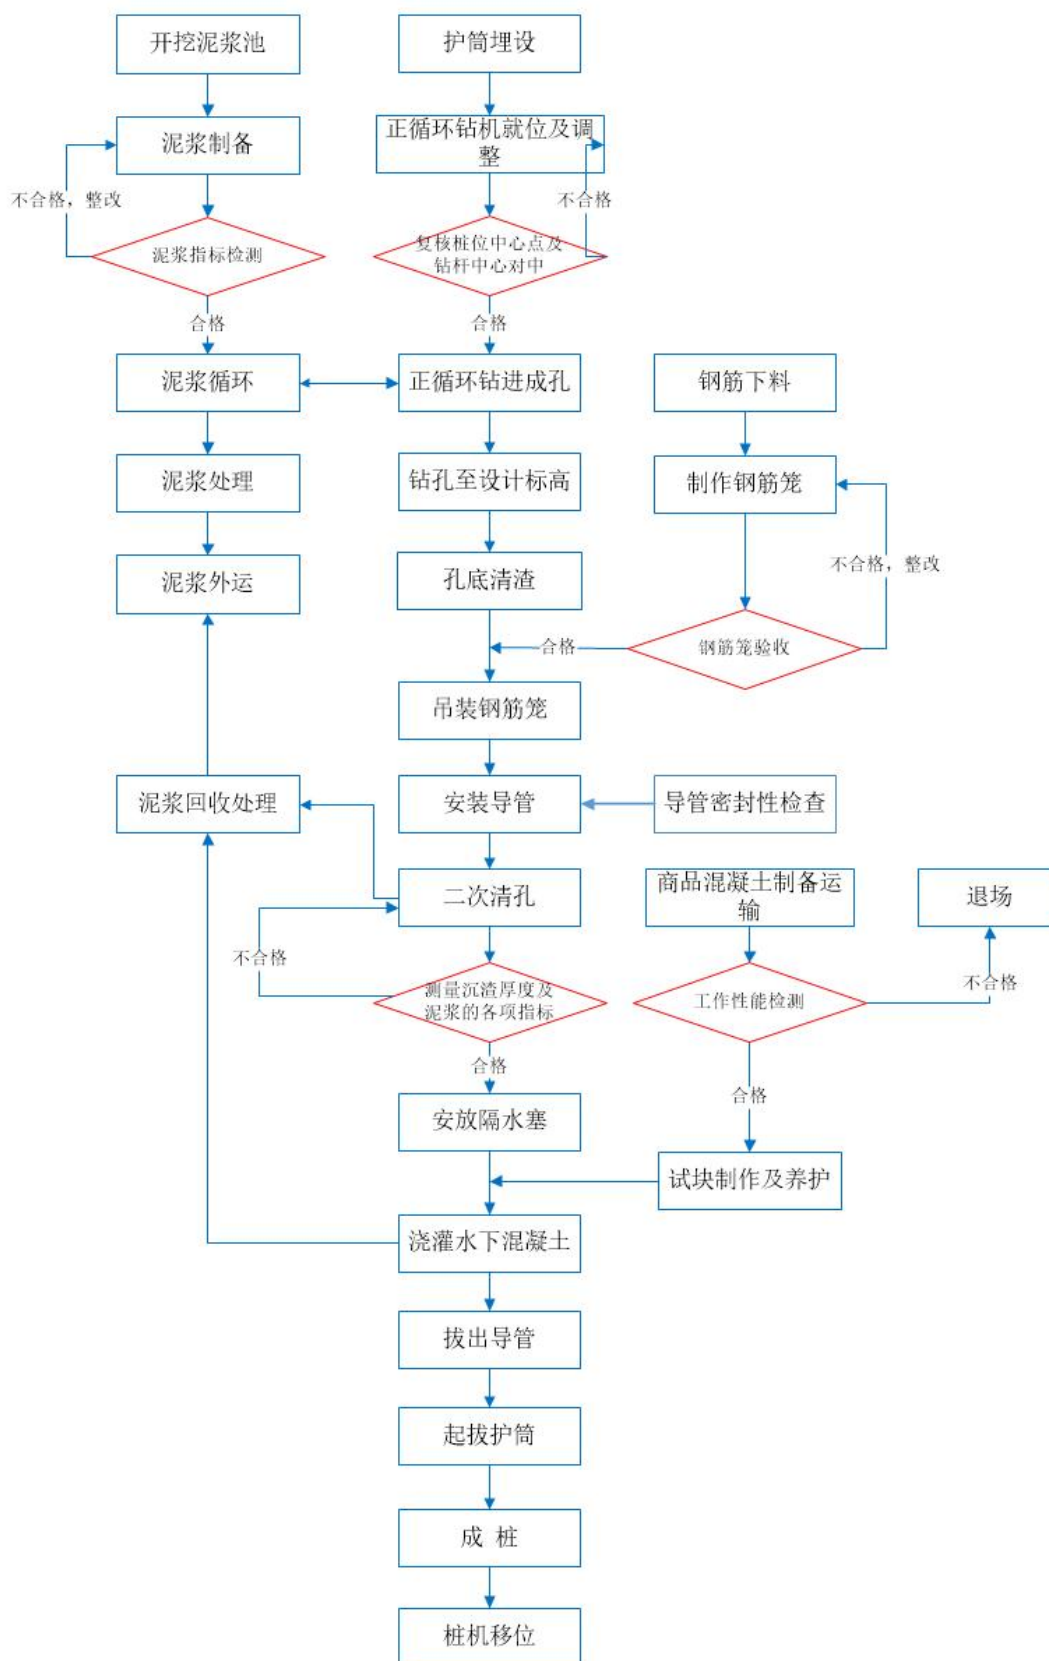 开挖泥浆池
护筒埋设
泥浆制备
正循环钻机就位及调
整
不合格，整改
不合格
泥浆指标检测
复核桩位中心点及
钻杆中心对中
合格
合格
泥浆循环
正循环钻进成孔
钢筋下料
泥浆处理
钻孔至设计标高
制作钢筋笼
泥浆外运
孔底清渣
不合格，整改
合格
钢筋笼验收
吊装钢筋笼
泥浆回收处理
安装导管
导管密封性检查
二次清孔
商品混凝土制备运
输
退场
不合格
测量沉渣厚度及
泥浆的各项指标
工作性能检测
不合格
合格
合格
安放隔水塞
试块制作及养护
浇灌水下混凝土
拔出导管
起拔护筒
成 桩
桩机移位